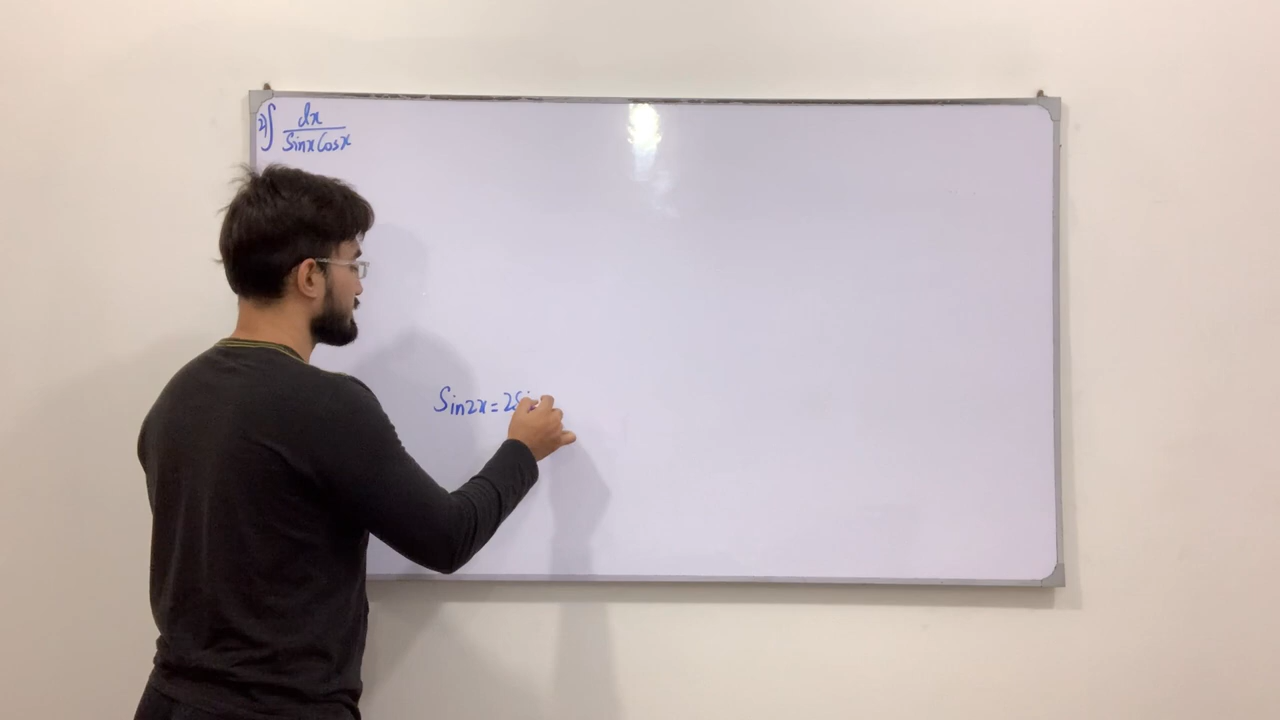 2) ∫ dx
Sinx Cosx
Sin2x = 2Si